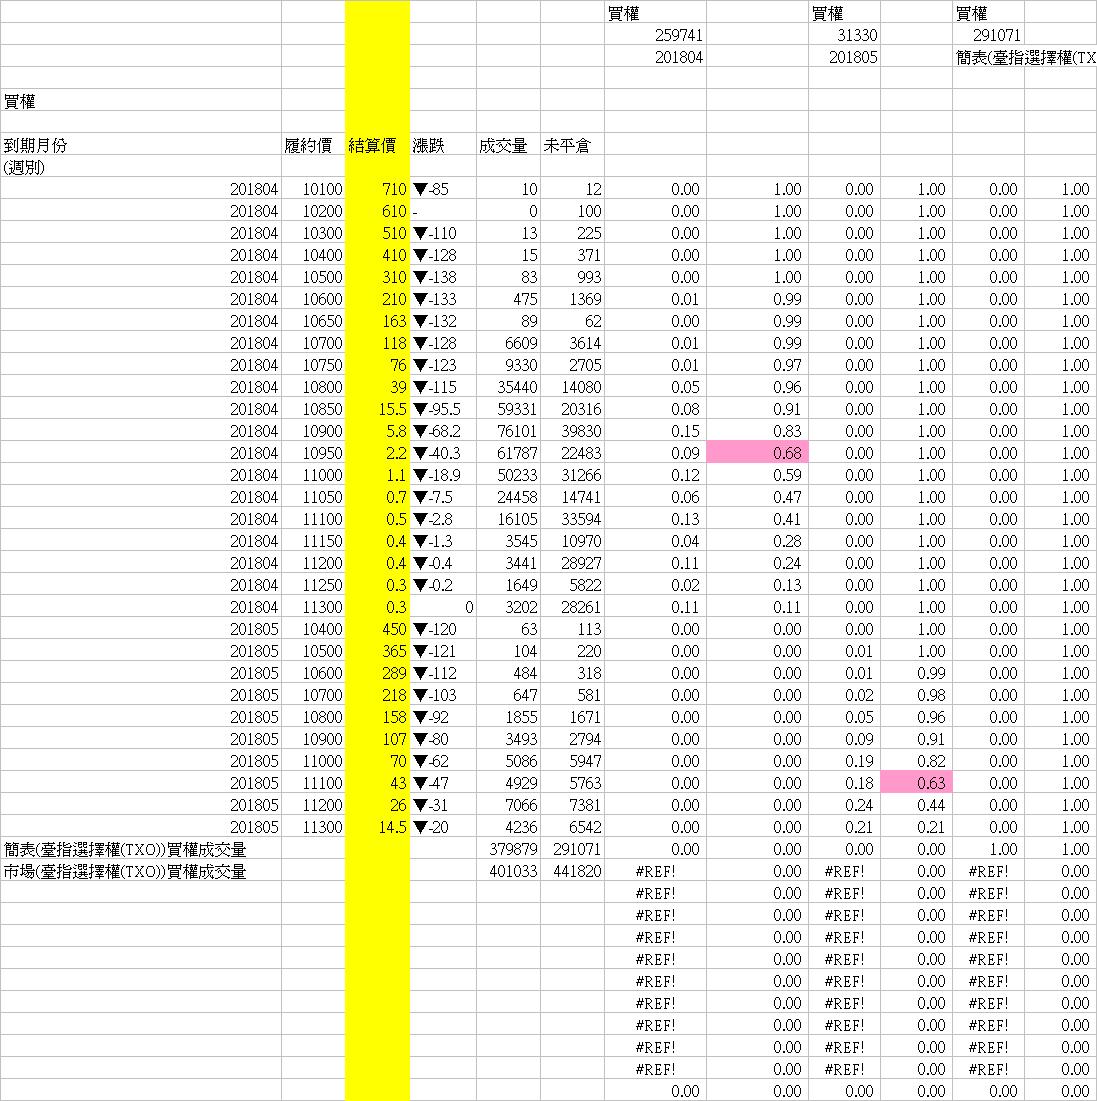 買權 買權 買權
259741 31330 291071
201804 201805 簡表(臺指選擇權(TX
買權
到期月份 履約價 結算價 漲跌 成交量 未平倉
(週別)
201804 10100 710 ▼-85 10 12 0.00 1.00 0.00 1.00 0.00 1.00
201804 10200 610 - 0 100 0.00 1.00 0.00 1.00 0.00 1.00
201804 10300 510 ▼-110 13 225 0.00 1.00 0.00 1.00 0.00 1.00
201804 10400 410 ▼-128 15 371 0.00 1.00 0.00 1.00 0.00 1.00
201804 10500 310 ▼-138 83 993 0.00 1.00 0.00 1.00 0.00 1.00
201804 10600 210 ▼-133 475 1369 0.01 0.99 0.00 1.00 0.00 1.00
201804 10650 163 ▼-132 89 62 0.00 0.99 0.00 1.00 0.00 1.00
201804 10700 118 ▼-128 6609 3614 0.01 0.99 0.00 1.00 0.00 1.00
201804 10750 76 ▼-123 9330 2705 0.01 0.97 0.00 1.00 0.00 1.00
201804 10800 39 ▼-115 35440 14080 0.05 0.96 0.00 1.00 0.00 1.00
201804 10850 15.5 ▼-95.5 59331 20316 0.08 0.91 0.00 1.00 0.00 1.00
201804 10900 5.8 ▼-68.2 76101 39830 0.15 0.83 0.00 1.00 0.00 1.00
201804 10950 2.2 ▼-40.3 61787 22483 0.09 0.68 0.00 1.00 0.00 1.00
201804 11000 1.1 ▼-18.9 50233 31266 0.12 0.59 0.00 1.00 0.00 1.00
201804 11050 0.7 ▼-7.5 24458 14741 0.06 0.47 0.00 1.00 0.00 1.00
201804 11100 0.5 ▼-2.8 16105 33594 0.13 0.41 0.00 1.00 0.00 1.00
201804 11150 0.4 ▼-1.3 3545 10970 0.04 0.28 0.00 1.00 0.00 1.00
201804 11200 0.4 ▼-0.4 3441 28927 0.11 0.24 0.00 1.00 0.00 1.00
201804 11250 0.3 ▼-0.2 1649 5822 0.02 0.13 0.00 1.00 0.00 1.00
201804 11300 0.3 0 3202 28261 0.11 0.11 0.00 1.00 0.00 1.00
201805 10400 450 ▼-120 63 113 0.00 0.00 0.00 1.00 0.00 1.00
201805 10500 365 ▼-121 104 220 0.00 0.00 0.01 1.00 0.00 1.00
201805 10600 289 ▼-112 484 318 0.00 0.00 0.01 0.99 0.00 1.00
201805 10700 218 ▼-103 647 581 0.00 0.00 0.02 0.98 0.00 1.00
201805 10800 158 ▼-92 1855 1671 0.00 0.00 0.05 0.96 0.00 1.00
201805 10900 107 ▼-80 3493 2794 0.00 0.00 0.09 0.91 0.00 1.00
201805 11000 70 ▼-62 5086 5947 0.00 0.00 0.19 0.82 0.00 1.00
201805 11100 43 ▼-47 4929 5763 0.00 0.00 0.18 0.63 0.00 1.00
201805 11200 26 ▼-31 7066 7381 0.00 0.00 0.24 0.44 0.00 1.00
201805 11300 14.5 ▼-20 4236 6542 0.00 0.00 0.21 0.21 0.00 1.00
簡表(臺指選擇權(TXO))買權成交量 379879 291071 0.00 0.00 0.00 0.00 1.00 1.00
市場(臺指選擇權(TXO))買權成交量 401033 441820 #REF! 0.00 #REF! 0.00 #REF! 0.00
#REF! 0.00 #REF! 0.00 #REF! 0.00
#REF! 0.00 #REF! 0.00 #REF! 0.00
#REF! 0.00 #REF! 0.00 #REF! 0.00
#REF! 0.00 #REF! 0.00 #REF! 0.00
#REF! 0.00 #REF! 0.00 #REF! 0.00
#REF! 0.00 #REF! 0.00 #REF! 0.00
#REF! 0.00 #REF! 0.00 #REF! 0.00
#REF! 0.00 #REF! 0.00 #REF! 0.00
#REF! 0.00 #REF! 0.00 #REF! 0.00
0.00 0.00 0.00 0.00 0.00 0.00